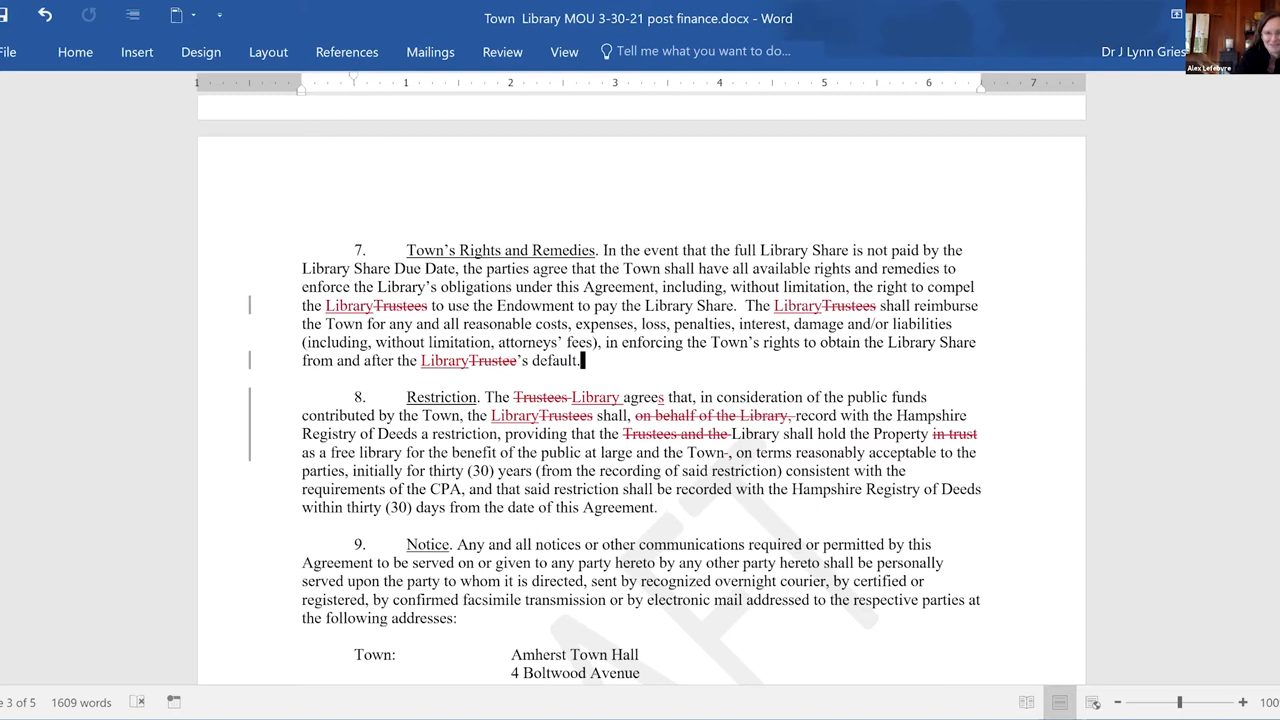 Town  Library MOU 3-30-21 post finance.docx - Word
File Home Insert Design Layout References Mailings Review View Tell me what you want to do... Dr J Lynn Gries
Alex Lefebvre
1 1 2 3 4 5 6 7
7. Town's Rights and Remedies. In the event that the full Library Share is not paid by the
Library Share Due Date, the parties agree that the Town shall have all available rights and remedies to
enforce the Library's obligations under this Agreement, including, without limitation, the right to compel
the LibraryTrustees to use the Endowment to pay the Library Share.  The LibraryTrustees shall reimburse
the Town for any and all reasonable costs, expenses, loss, penalties, interest, damage and/or liabilities
(including, without limitation, attorneys' fees), in enforcing the Town's rights to obtain the Library Share
from and after the LibraryTrustee's default.
8. Restriction. The Trustees Library agrees that, in consideration of the public funds
contributed by the Town, the LibraryTrustees shall, on behalf of the Library, record with the Hampshire
Registry of Deeds a restriction, providing that the Trustees and the Library shall hold the Property in trust
as a free library for the benefit of the public at large and the Town-, on terms reasonably acceptable to the
parties, initially for thirty (30) years (from the recording of said restriction) consistent with the
requirements of the CPA, and that said restriction shall be recorded with the Hampshire Registry of Deeds
within thirty (30) days from the date of this Agreement.
9. Notice. Any and all notices or other communications required or permitted by this
Agreement to be served on or given to any party hereto by any other party hereto shall be personally
served upon the party to whom it is directed, sent by recognized overnight courier, by certified or
registered, by confirmed facsimile transmission or by electronic mail addressed to the respective parties at
the following addresses:
Town: Amherst Town Hall
4 Boltwood Avenue
e 3 of 5 1609 words 100